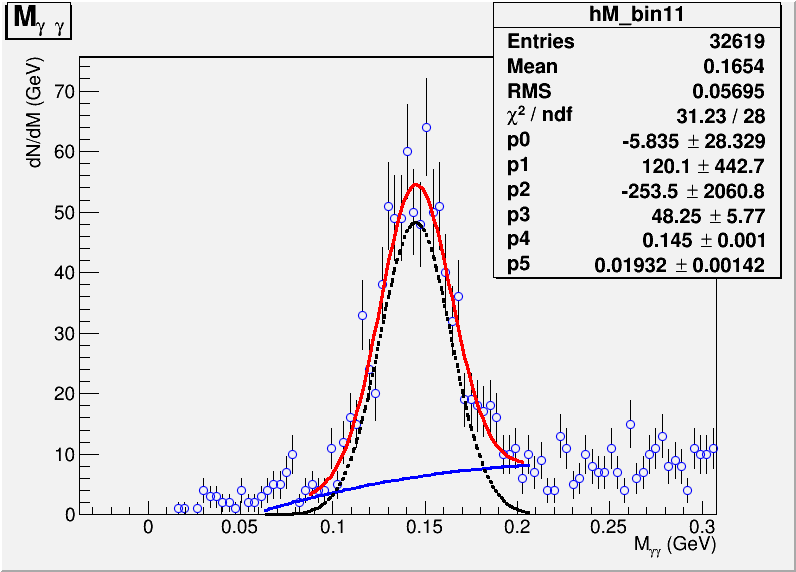 M_γ γ
hM_bin11
Entries 32619
Mean 0.1654
RMS 0.05695
χ² / ndf 31.23 / 28
p0 -5.835 ± 28.329
p1 120.1 ± 442.7
p2 -253.5 ± 2060.8
p3 48.25 ± 5.77
p4 0.145 ± 0.001
p5 0.01932 ± 0.00142
dN/dM (GeV)
70
60
50
40
30
20
10
0
0 0.05 0.1 0.15 0.2 0.25 0.3
M_γγ (GeV)